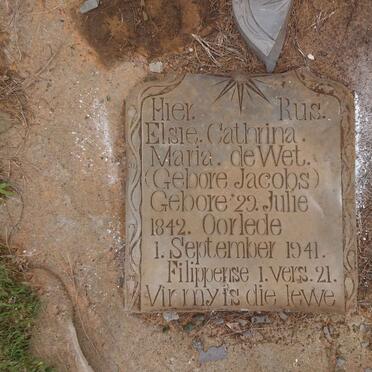 Hier. Rus.
Elsie. Cathrina.
Maria. de Wet.
(Gebore Jacobs)
Gebore 29. Julie
1842. Oorlede
1. September 1941.
Filippense 1. vers. 21.
Vir my is die lewe